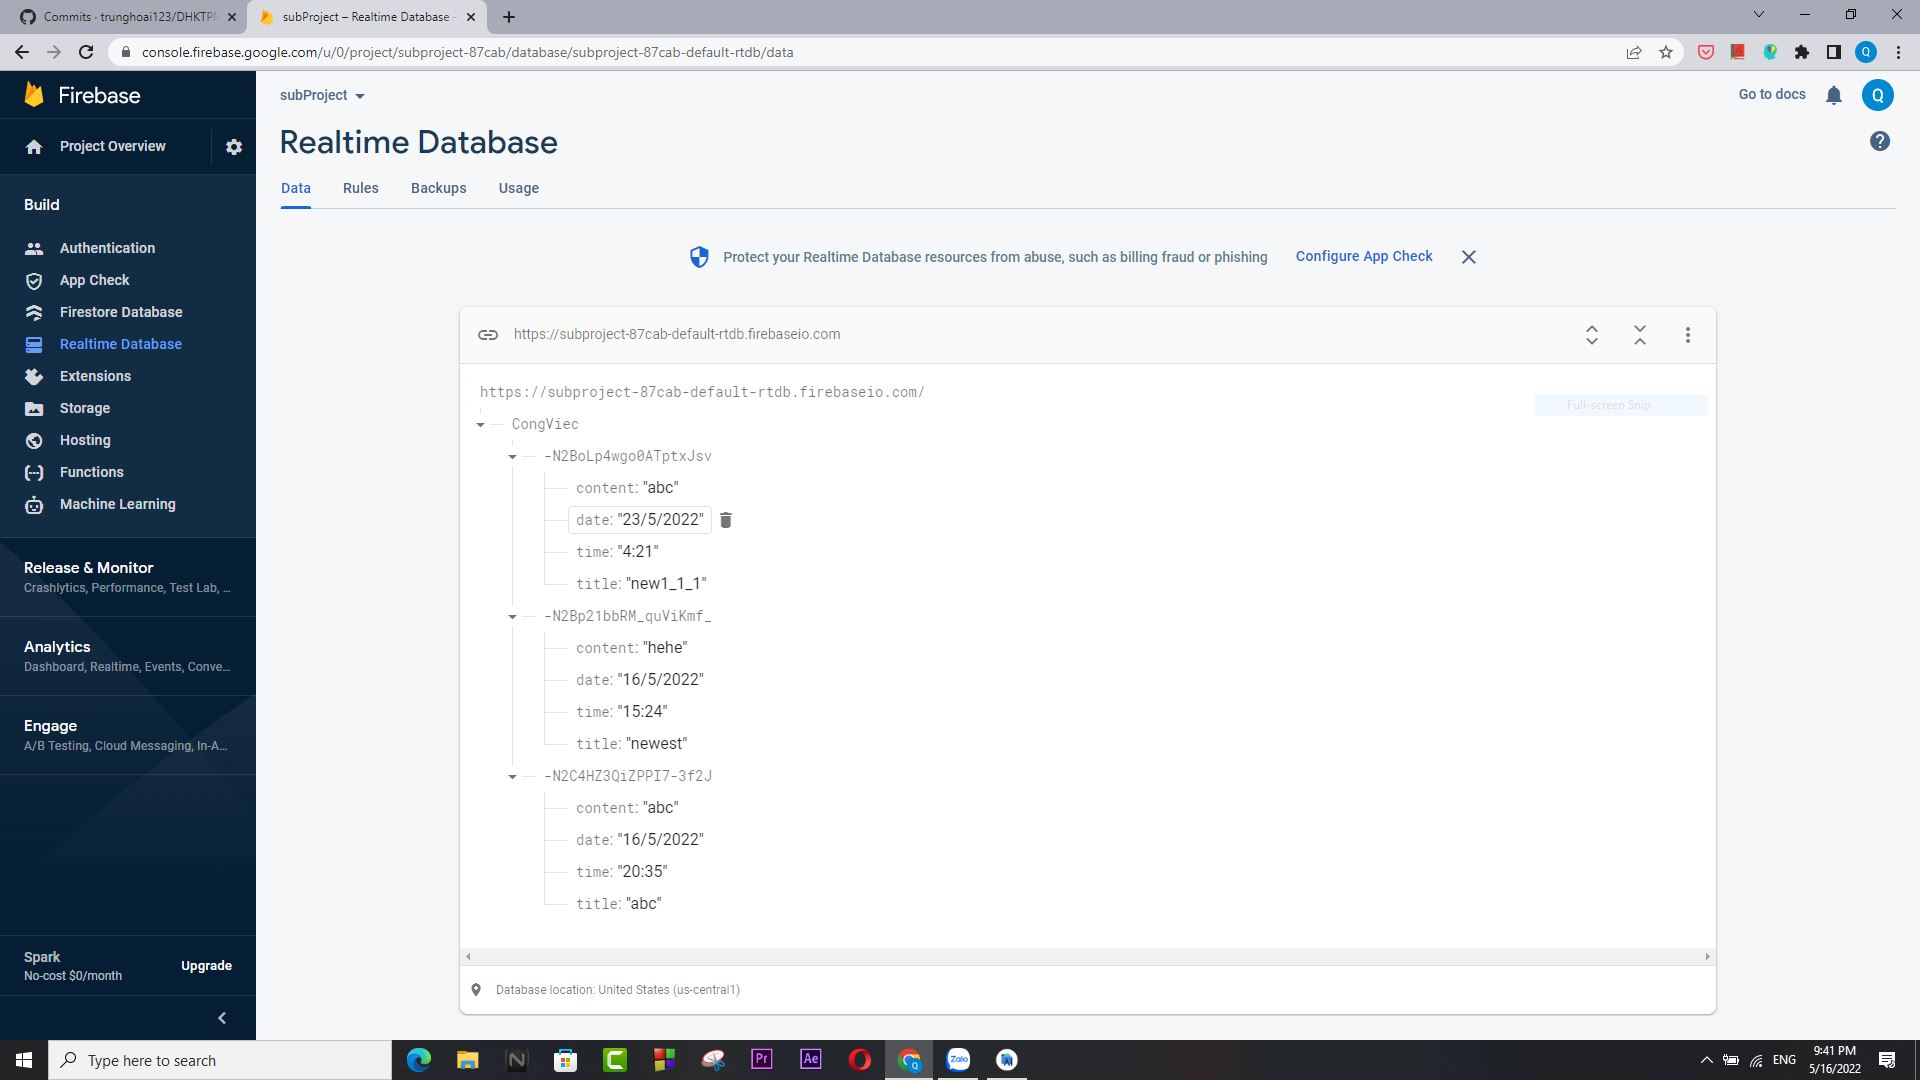 Commits · trunghoai123/DHKTPM
subProject – Realtime Database –
console.firebase.google.com/u/0/project/subproject-87cab/database/subproject-87cab-default-rtdb/data
Q
Firebase
subProject
Go to docs
Q
Project Overview
Realtime Database
Data Rules Backups Usage
Build
Authentication
App Check
Firestore Database
Realtime Database
Extensions
Storage
Hosting
Functions
Machine Learning
Release & Monitor
Crashlytics, Performance, Test Lab, ...
Analytics
Dashboard, Realtime, Events, Conve...
Engage
A/B Testing, Cloud Messaging, In-A...
Spark
No-cost $0/month
Upgrade
Protect your Realtime Database resources from abuse, such as billing fraud or phishing Configure App Check
https://subproject-87cab-default-rtdb.firebaseio.com
https://subproject-87cab-default-rtdb.firebaseio.com/
Full-screen Snip
CongViec
-N2BoLp4wgo0ATptxJsv
content: "abc"
date: "23/5/2022"
time: "4:21"
title: "new1_1_1"
-N2Bp21bbRM_quViKmf_
content: "hehe"
date: "16/5/2022"
time: "15:24"
title: "newest"
-N2C4HZ3QiZPPI7-3f2J
content: "abc"
date: "16/5/2022"
time: "20:35"
title: "abc"
Database location: United States (us-central1)
Type here to search
N
Pr
Ae
Zalo
ENG
9:41 PM
5/16/2022